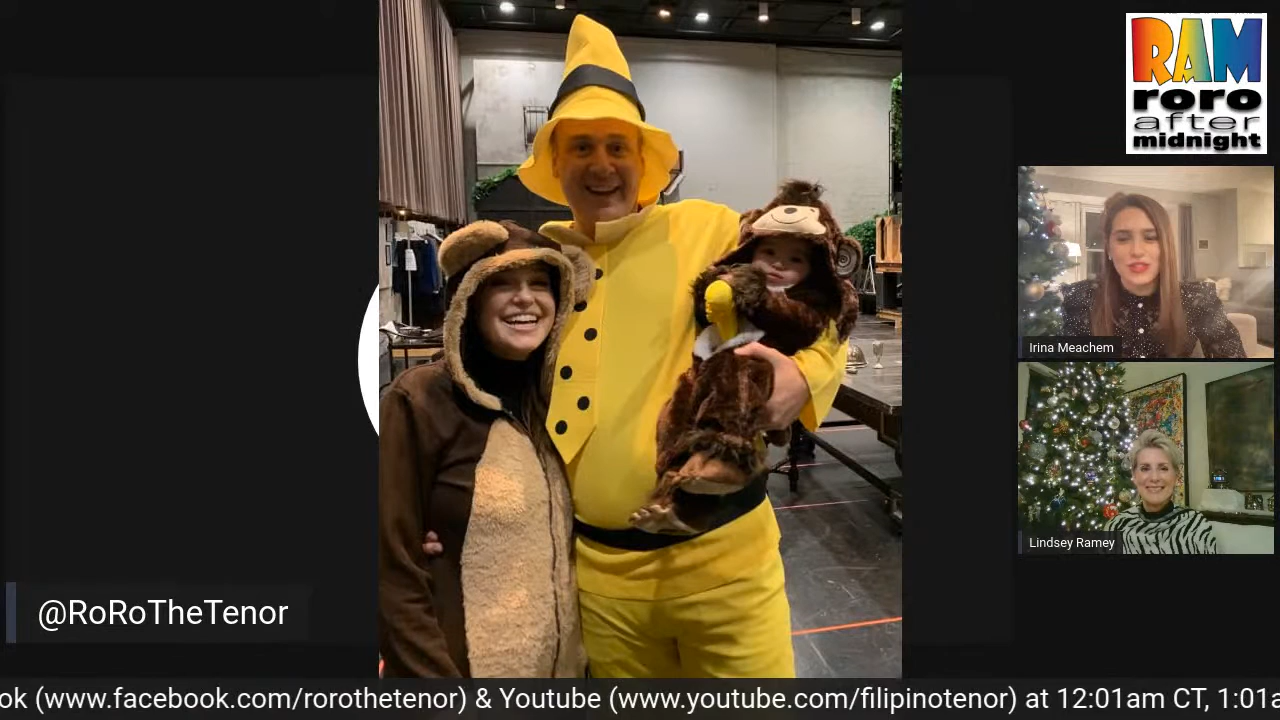 RAM
roro
after
midnight
Irina Meachem
Lindsey Ramey
@RoRoTheTenor
ok (www.facebook.com/rorothetenor) & Youtube (www.youtube.com/filipinotenor) at 12:01am CT, 1:01a